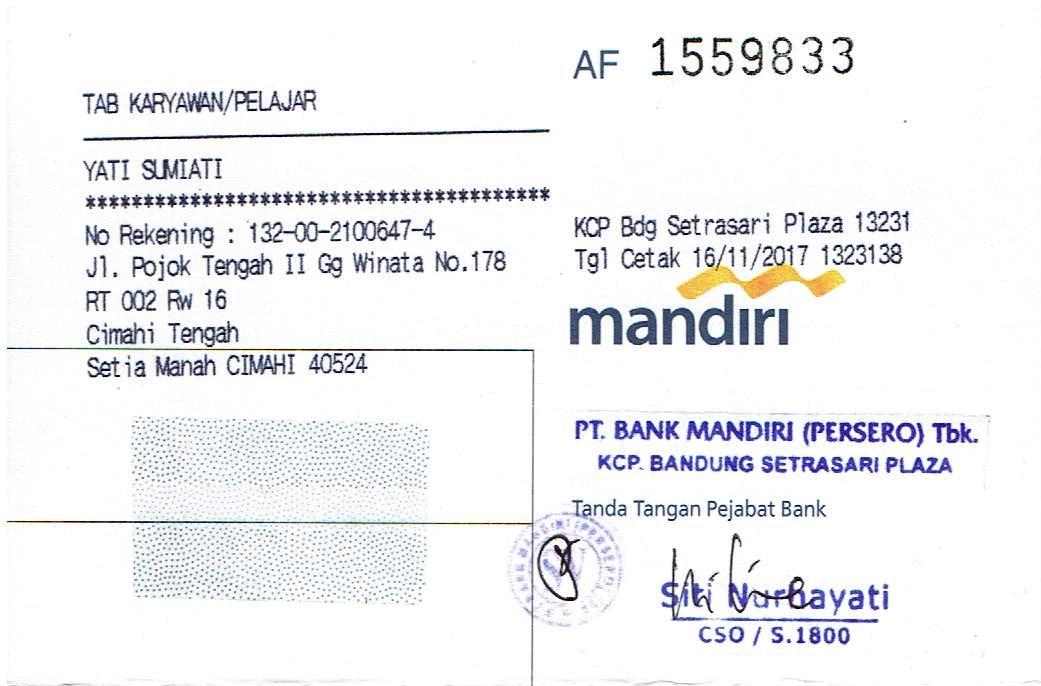 AF 1559833
TAB KARYAWAN/PELAJAR
YATI SUMIATI
*****************************************
No Rekening : 132-00-2100647-4
Jl. Pojok Tengah II Gg Winata No.178
RT 002 Rw 16
Cimahi Tengah
Setia Manah CIMAHI 40524
KCP Bdg Setrasari Plaza 13231
Tgl Cetak 16/11/2017 1323138
mandiri
PT. BANK MANDIRI (PERSERO) Tbk.
KCP. BANDUNG SETRASARI PLAZA
Tanda Tangan Pejabat Bank
Siti Nurhayati
CSO / S.1800